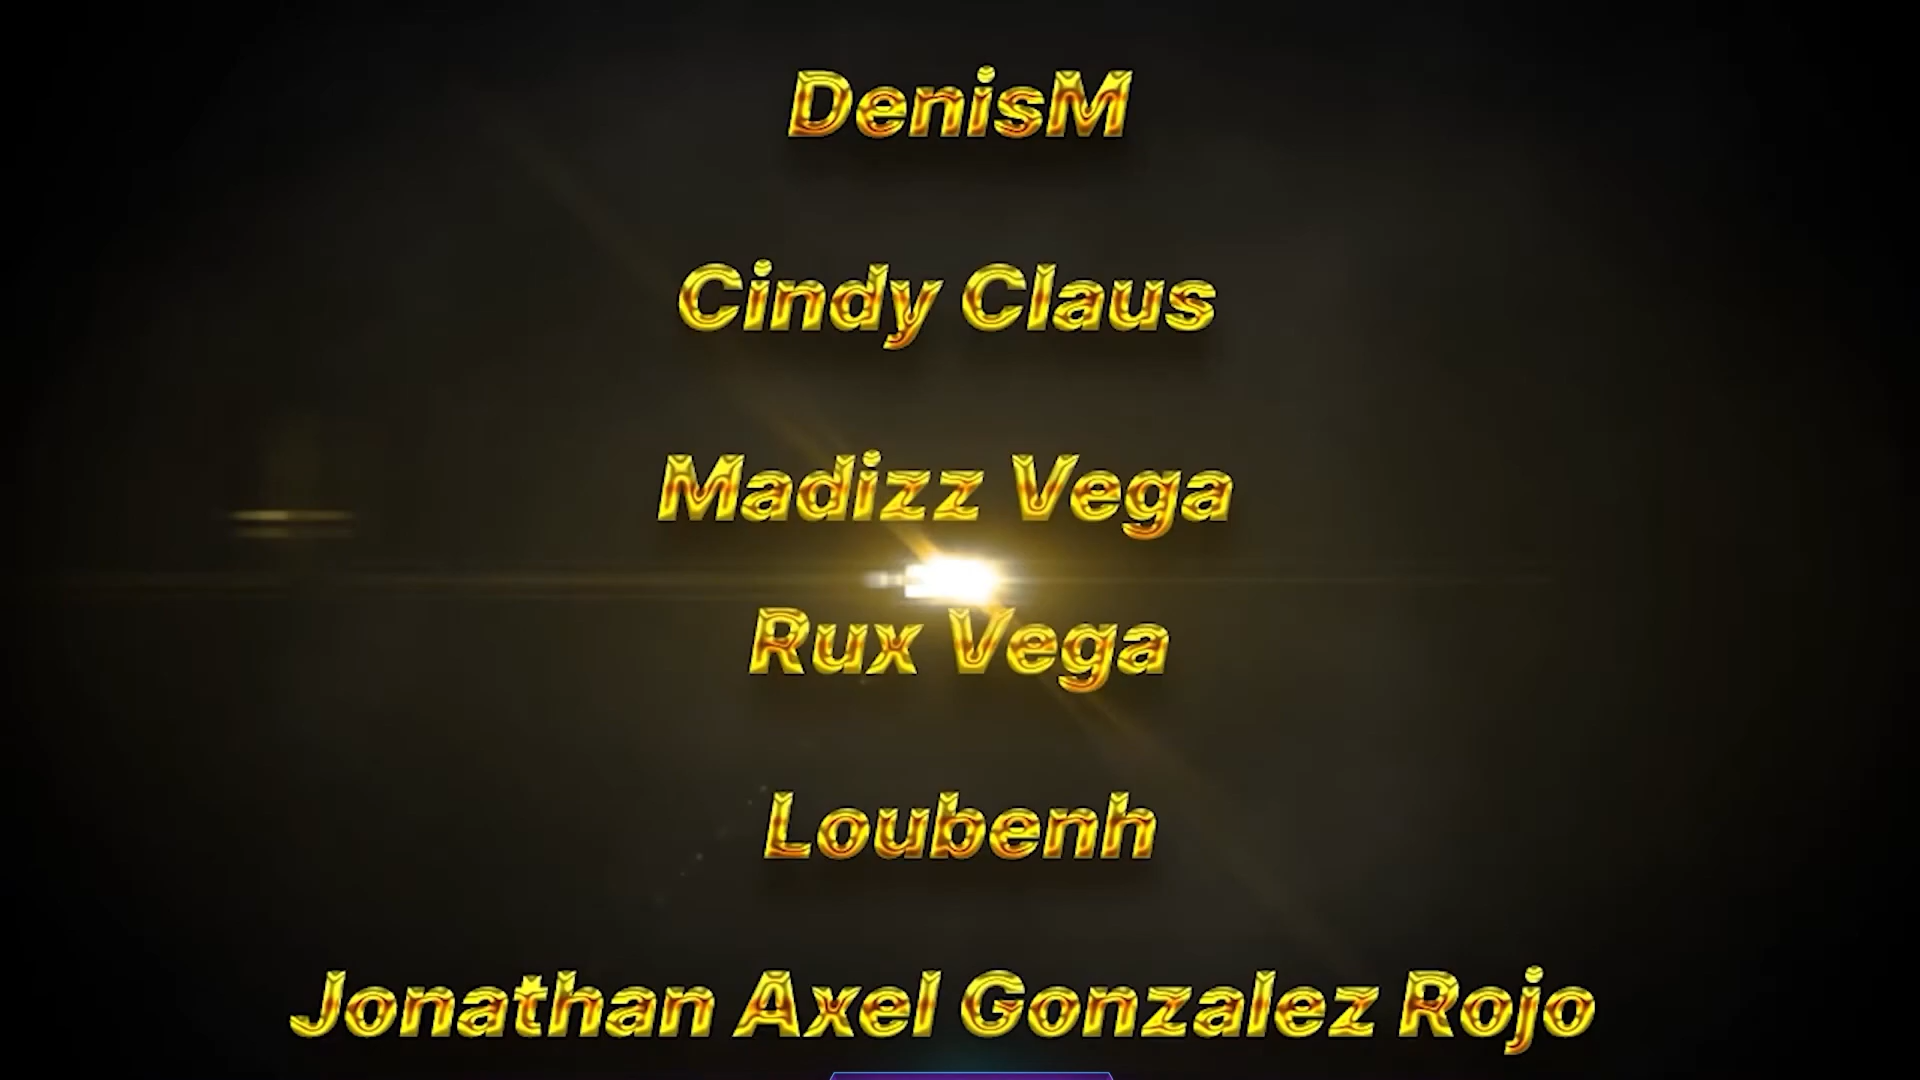 DenisM
Cindy Claus
Madizz Vega
Rux Vega
Loubenh
Jonathan Axel Gonzalez Rojo